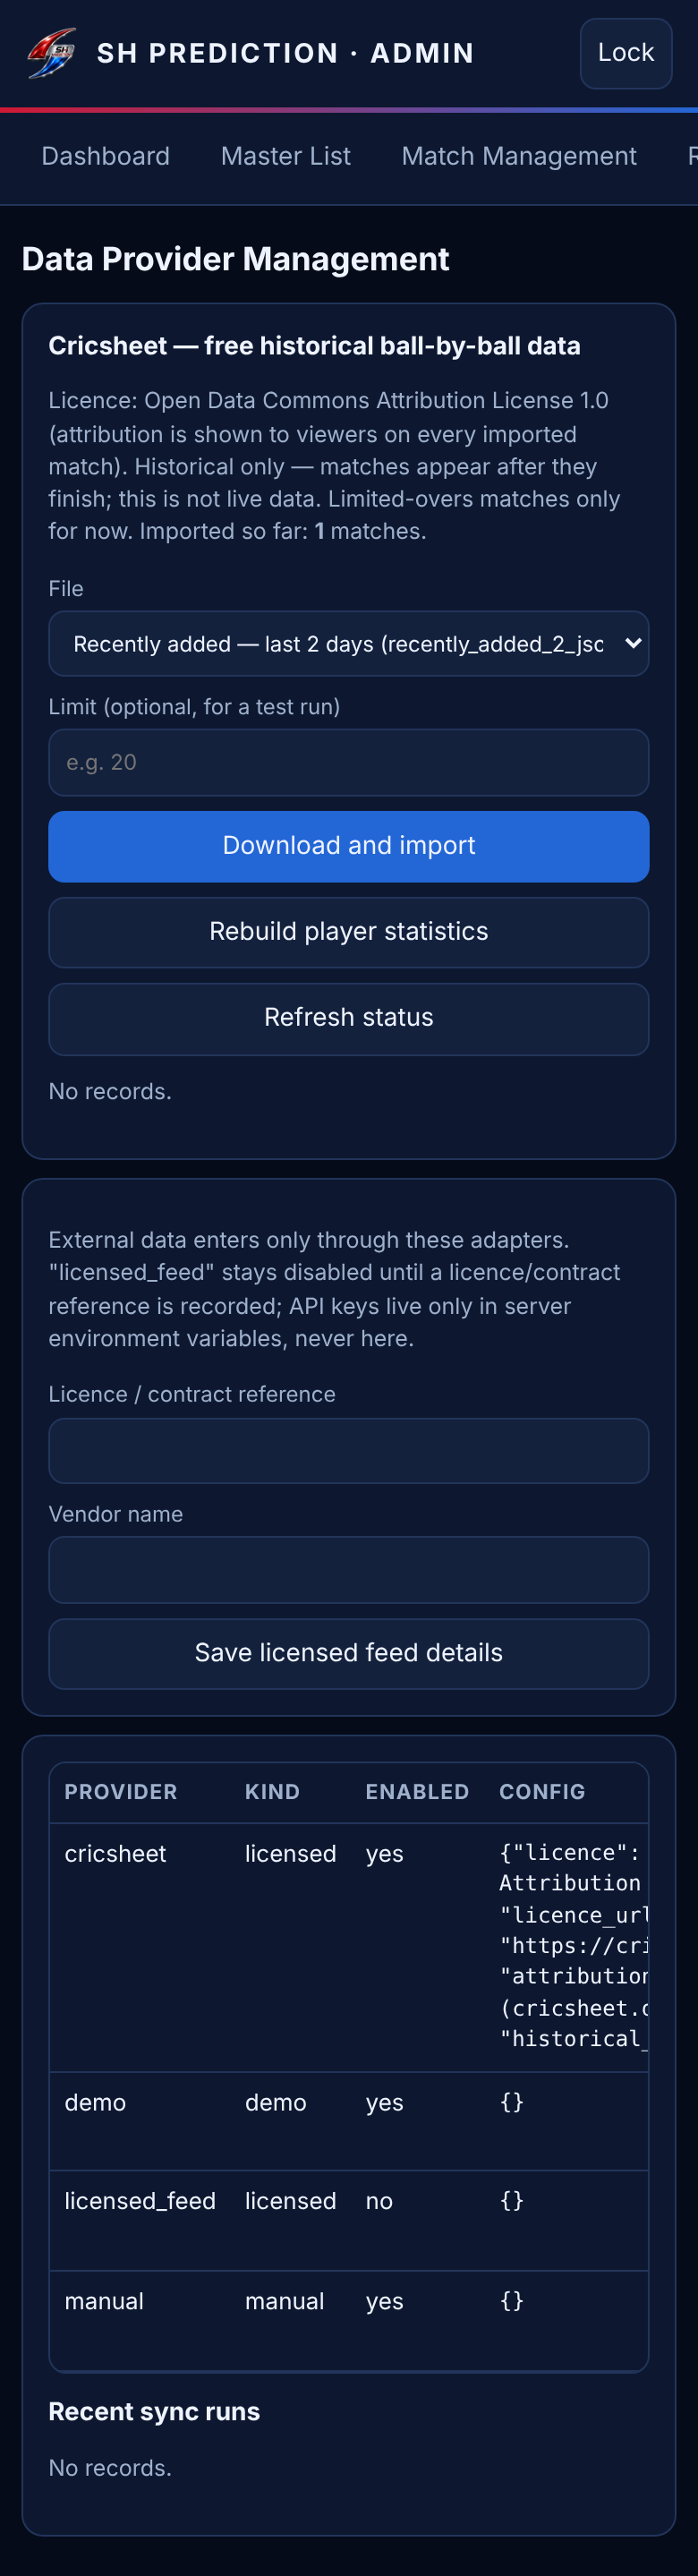 SH
SH PREDICTION · ADMIN
Lock
Dashboard Master List Match Management
Data Provider Management
Cricsheet — free historical ball-by-ball data
Licence: Open Data Commons Attribution License 1.0
(attribution is shown to viewers on every imported
match). Historical only — matches appear after they
finish; this is not live data. Limited-overs matches only
for now. Imported so far: 1 matches.
File
Recently added — last 2 days (recently_added_2_jsc
Limit (optional, for a test run)
e.g. 20
Download and import
Rebuild player statistics
Refresh status
No records.
External data enters only through these adapters.
"licensed_feed" stays disabled until a licence/contract
reference is recorded; API keys live only in server
environment variables, never here.
Licence / contract reference
Vendor name
Save licensed feed details
PROVIDER KIND ENABLED CONFIG
cricsheet licensed yes {"licence":
Attribution
"licence_url
"https://cri
"attribution
(cricsheet.o
"historical_
demo demo yes {}
licensed_feed licensed no {}
manual manual yes {}
Recent sync runs
No records.